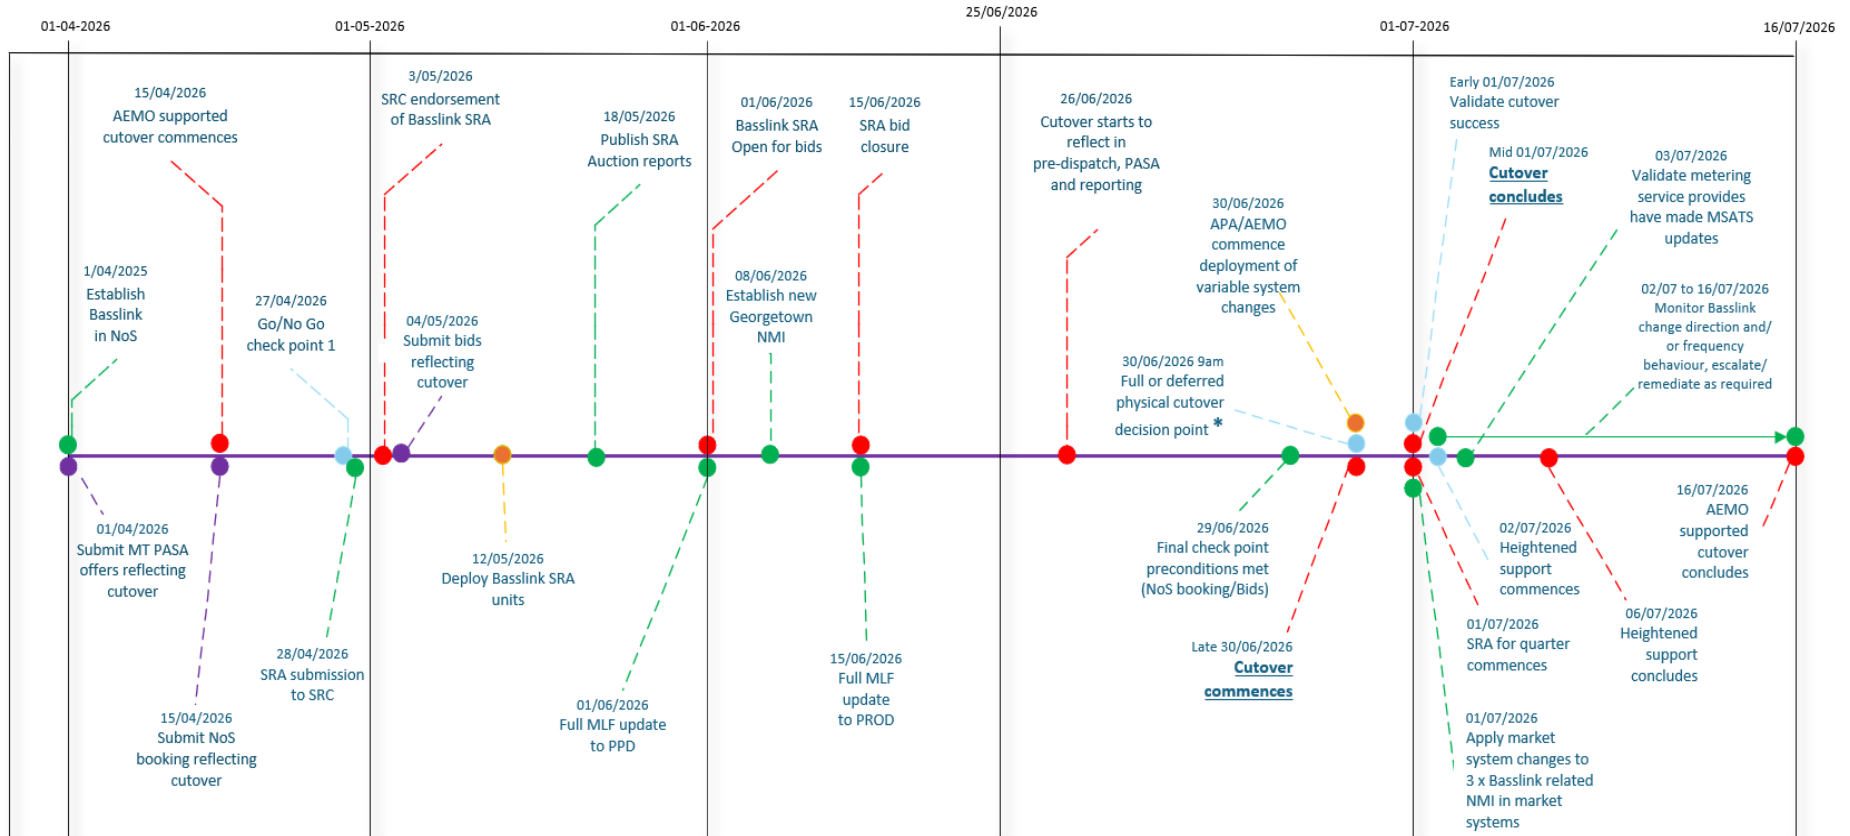 01-04-2026
01-05-2026
01-06-2026
25/06/2026
01-07-2026
16/07/2026
15/04/2026
AEMO supported
cutover commences
3/05/2026
SRC endorsement
of Basslink SRA
18/05/2026
Publish SRA
Auction reports
01/06/2026
Basslink SRA
Open for bids
15/06/2026
SRA bid
closure
26/06/2026
Cutover starts to
reflect in
pre-dispatch, PASA
and reporting
Early 01/07/2026
Validate cutover
success
Mid 01/07/2026
Cutover
concludes
03/07/2026
Validate metering
service provides
have made MSATS
updates
1/04/2025
Establish
Basslink
in NoS
27/04/2026
Go/No Go
check point 1
04/05/2026
Submit bids
reflecting
cutover
08/06/2026
Establish new
Georgetown
NMI
30/06/2026
APA/AEMO
commence
deployment of
variable system
changes
30/06/2026 9am
Full or deferred
physical cutover
decision point *
02/07 to 16/07/2026
Monitor Basslink
change direction and/
or frequency
behaviour, escalate/
remediate as required
01/04/2026
Submit MT PASA
offers reflecting
cutover
15/04/2026
Submit NoS
booking reflecting
cutover
28/04/2026
SRA submission
to SRC
12/05/2026
Deploy Basslink SRA
units
01/06/2026
Full MLF update
to PPD
15/06/2026
Full MLF
update
to PROD
29/06/2026
Final check point
preconditions met
(NoS booking/Bids)
Late 30/06/2026
Cutover
commences
02/07/2026
Heightened
support
commences
01/07/2026
SRA for quarter
commences
06/07/2026
Heightened
support
concludes
16/07/2026
AEMO
supported
cutover
concludes
01/07/2026
Apply market
system changes to
3 x Basslink related
NMI in market
systems